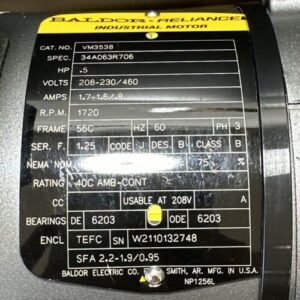 BALDOR · RELIANCE
INDUSTRIAL MOTOR
CAT. NO. VM3538
SPEC. 34A063R706
HP .5
VOLTS 208-230/460
AMPS 1.7-1.6/.8
R.P.M. 1720
FRAME 56C HZ 60 PH 3
SER. F. 1.25 CODE J DES. B CLASS B
NEMA NOM. 75 %
RATING 40C AMB-CONT
CC USABLE AT 208V A
BEARINGS DE 6203 ODE 6203
ENCL TEFC SN W2110132748
SFA 2.2-1.9/0.95
BALDOR ELECTRIC CO. SMITH, AR. MFG. IN U.S.A.
NP1256L